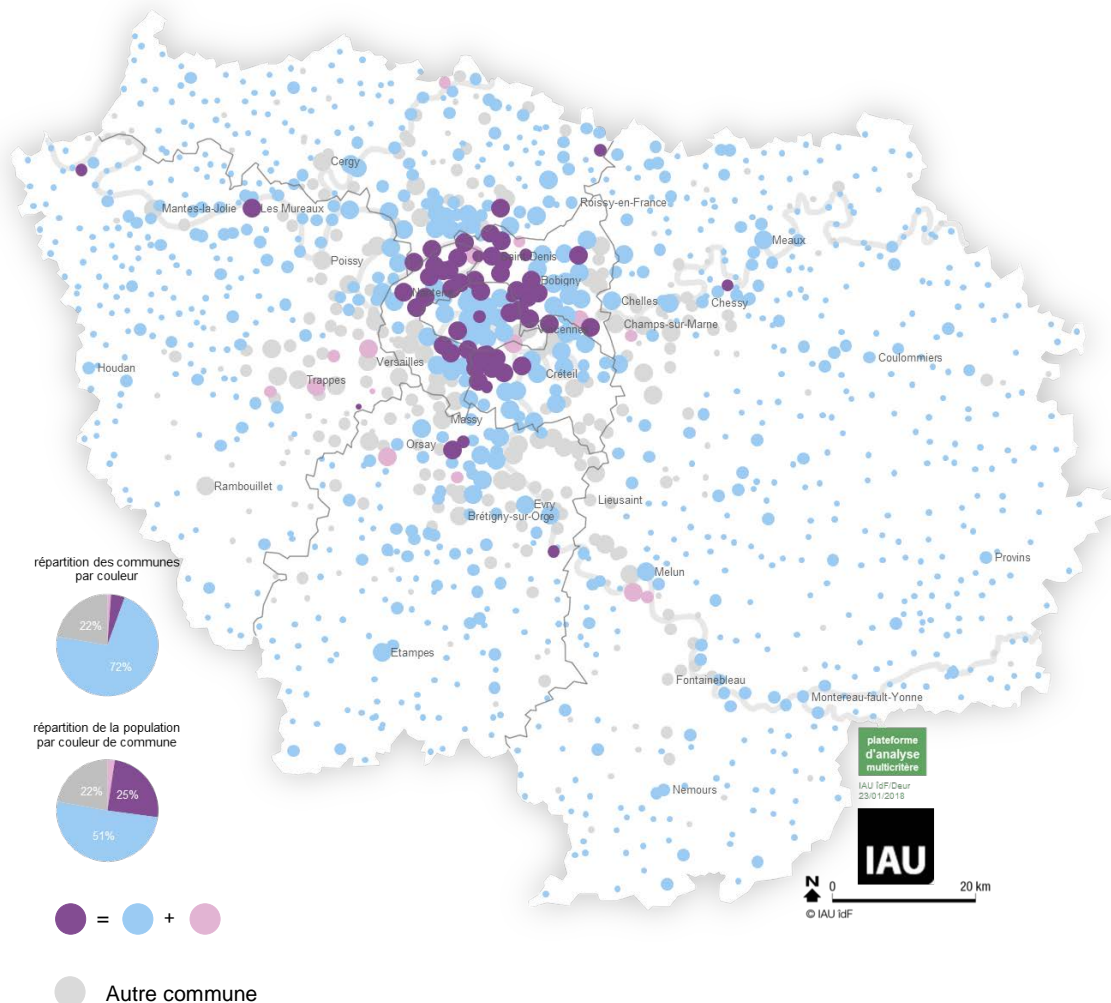 Cergy
Mantes-la-Jolie
Les Mureaux
Roissy-en-France
Meaux
Poissy
Saint-Denis
Bobigny
Chelles
Chessy
Champs-sur-Marne
Versailles
Houdan
Trappes
Créteil
Coulommiers
Massy
Orsay
Rambouillet
Evry
Lieusaint
Brétigny-sur-Orge
Melun
Provins
Etampes
Fontainebleau
Montereau-fault-Yonne
Nemours
répartition des communes
par couleur
22%
72%
répartition de la population
par couleur de commune
22%
25%
51%
= +
Autre commune
plateforme
d'analyse
multicritère
IAU îdF/Deur
23/01/2018
IAU
N 0 20 km
© IAU îdF